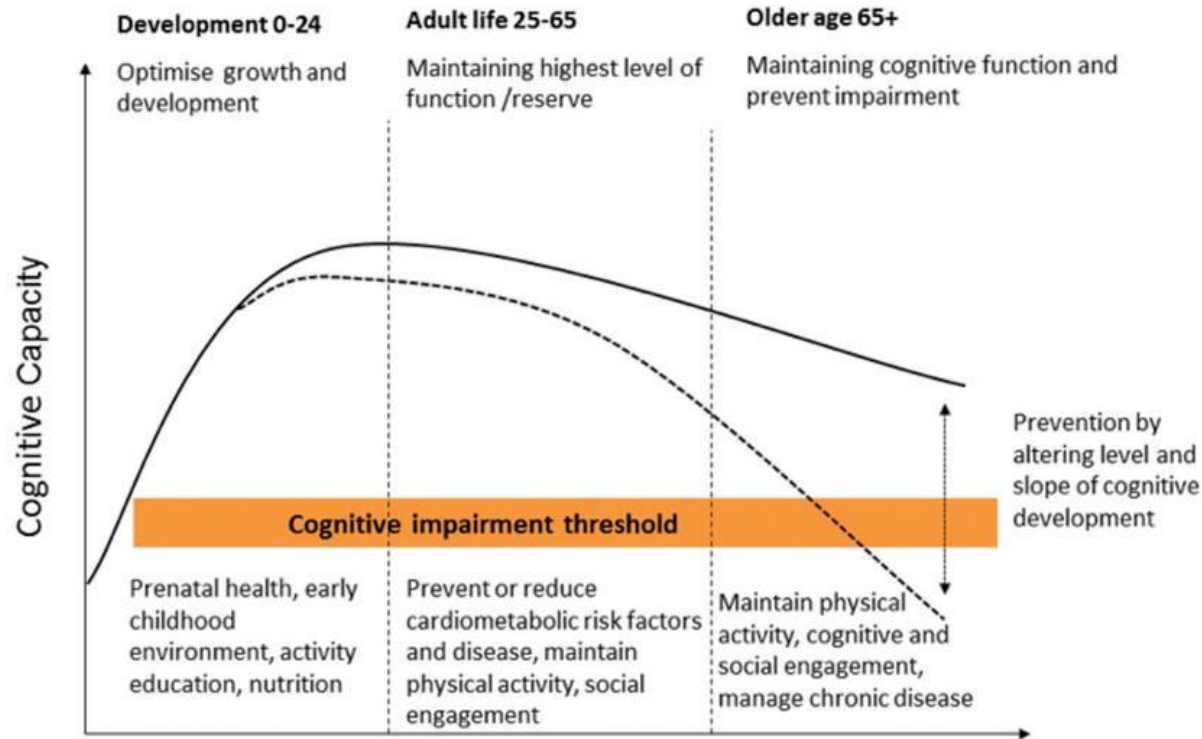 Development 0-24
Optimise growth and
development
Adult life 25-65
Maintaining highest level of
function /reserve
Older age 65+
Maintaining cognitive function and
prevent impairment
Cognitive Capacity
Prevention by
altering level and
slope of cognitive
development
Cognitive impairment threshold
Prenatal health, early
childhood
environment, activity
education, nutrition
Prevent or reduce
cardiometabolic risk factors
and disease, maintain
physical activity, social
engagement
Maintain physical
activity, cognitive and
social engagement,
manage chronic disease